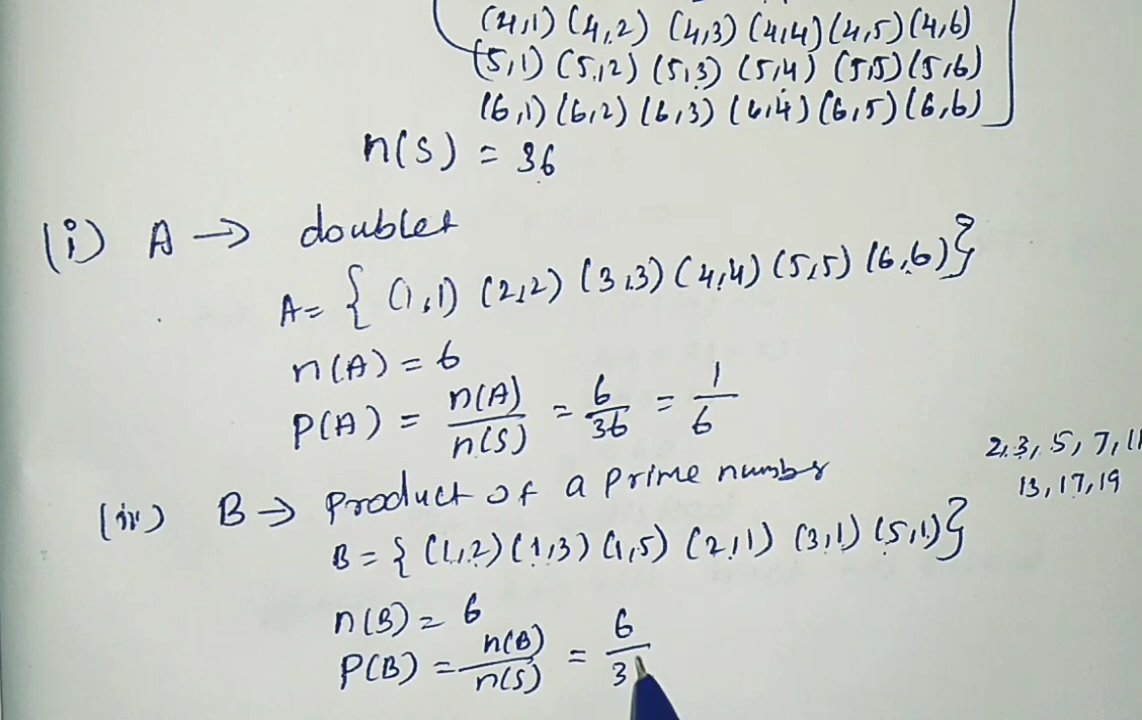 (4,1) (4,2) (4,3) (4,4) (4,5) (4,6)
(5,1) (5,2) (5,3) (5,4) (5,5) (5,6)
(6,1) (6,2) (6,3) (6,4) (6,5) (6,6)
n(S) = 36
(i) A → doublet
A = { (1,1) (2,2) (3,3) (4,4) (5,5) (6,6) }
n(A) = 6
P(A) = n(A)/n(S) = 6/36 = 1/6
2, 3, 5, 7, 11
13, 17, 19
(ii) B → Product of a prime number
B = { (1,2) (1,3) (1,5) (2,1) (3,1) (5,1) }
n(B) = 6
P(B) = n(B)/n(S) = 6/3